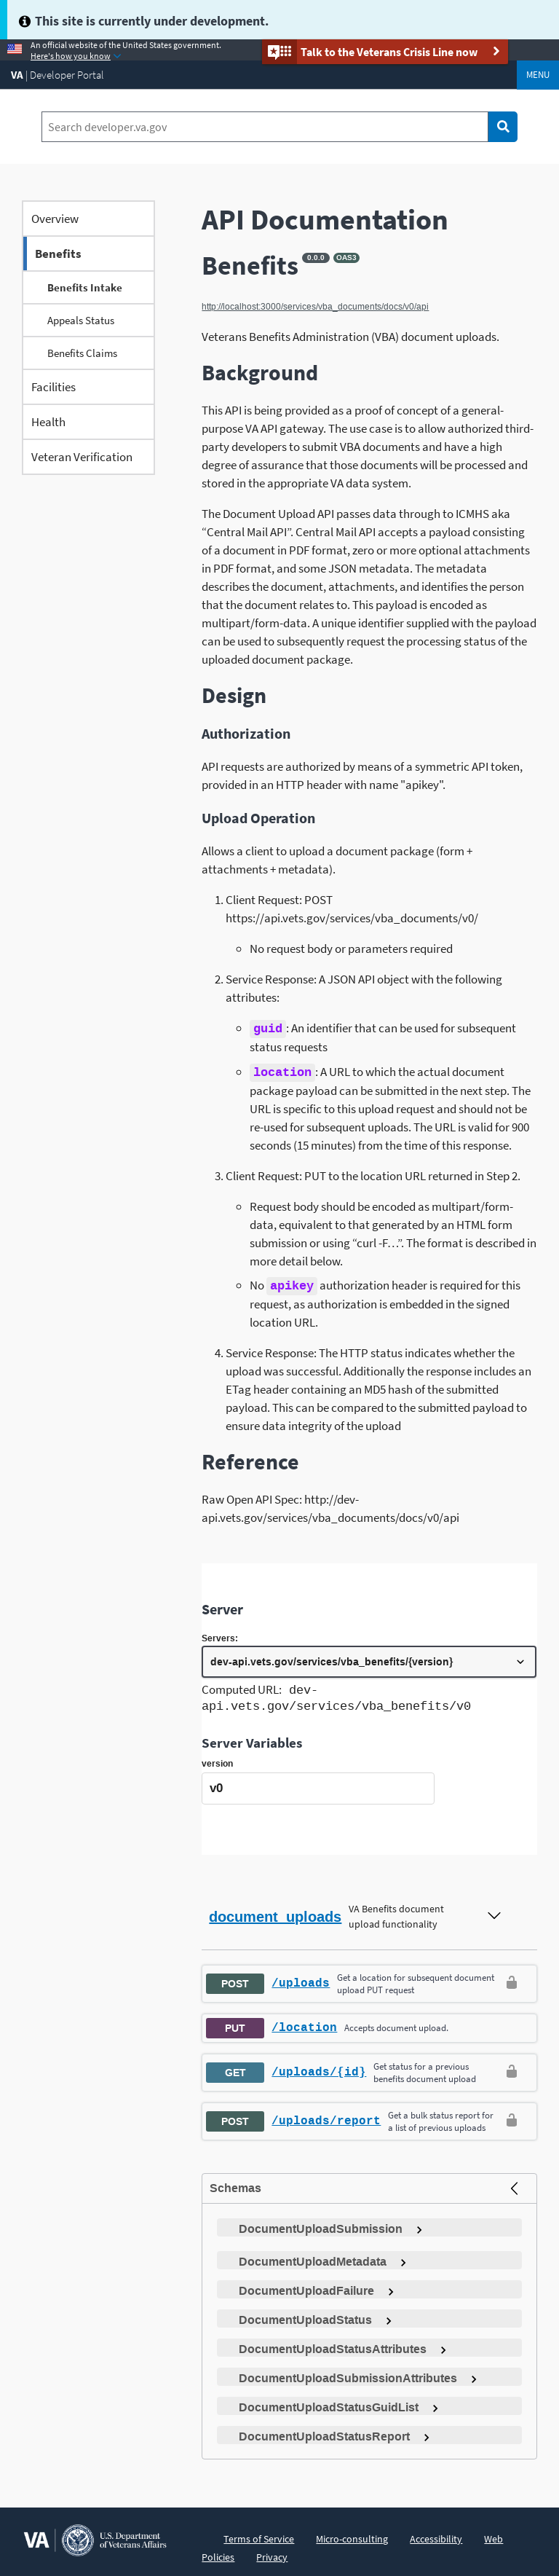 This site is currently under development.
An official website of the United States government.
Here's how you know
Talk to the Veterans Crisis Line now
VA | Developer Portal
MENU
Search developer.va.gov
Overview
Benefits
Benefits Intake
Appeals Status
Benefits Claims
Facilities
Health
Veteran Verification
API Documentation
Benefits 0.0.0 OAS3
http://localhost:3000/services/vba_documents/docs/v0/api
Veterans Benefits Administration (VBA) document uploads.
Background
This API is being provided as a proof of concept of a general-
purpose VA API gateway. The use case is to allow authorized third-
party developers to submit VBA documents and have a high
degree of assurance that those documents will be processed and
stored in the appropriate VA data system.
The Document Upload API passes data through to ICMHS aka
“Central Mail API”. Central Mail API accepts a payload consisting
of a document in PDF format, zero or more optional attachments
in PDF format, and some JSON metadata. The metadata
describes the document, attachments, and identifies the person
that the document relates to. This payload is encoded as
multipart/form-data. A unique identifier supplied with the payload
can be used to subsequently request the processing status of the
uploaded document package.
Design
Authorization
API requests are authorized by means of a symmetric API token,
provided in an HTTP header with name "apikey".
Upload Operation
Allows a client to upload a document package (form +
attachments + metadata).
1. Client Request: POST
https://api.vets.gov/services/vba_documents/v0/
No request body or parameters required
2. Service Response: A JSON API object with the following
attributes:
guid : An identifier that can be used for subsequent
status requests
location : A URL to which the actual document
package payload can be submitted in the next step. The
URL is specific to this upload request and should not be
re-used for subsequent uploads. The URL is valid for 900
seconds (15 minutes) from the time of this response.
3. Client Request: PUT to the location URL returned in Step 2.
Request body should be encoded as multipart/form-
data, equivalent to that generated by an HTML form
submission or using “curl -F…”. The format is described in
more detail below.
No apikey authorization header is required for this
request, as authorization is embedded in the signed
location URL.
4. Service Response: The HTTP status indicates whether the
upload was successful. Additionally the response includes an
ETag header containing an MD5 hash of the submitted
payload. This can be compared to the submitted payload to
ensure data integrity of the upload
Reference
Raw Open API Spec: http://dev-
api.vets.gov/services/vba_documents/docs/v0/api
Server
Servers:
dev-api.vets.gov/services/vba_benefits/{version}
Computed URL: dev-
api.vets.gov/services/vba_benefits/v0
Server Variables
version
v0
document_uploads
VA Benefits document
upload functionality
POST /uploads
Get a location for subsequent document
upload PUT request
PUT /location Accepts document upload.
GET /uploads/{id}
Get status for a previous
benefits document upload
POST /uploads/report
Get a bulk status report for
a list of previous uploads
Schemas
DocumentUploadSubmission
DocumentUploadMetadata
DocumentUploadFailure
DocumentUploadStatus
DocumentUploadStatusAttributes
DocumentUploadSubmissionAttributes
DocumentUploadStatusGuidList
DocumentUploadStatusReport
VA
U.S. Department
of Veterans Affairs
Terms of Service Micro-consulting Accessibility Web
Policies Privacy